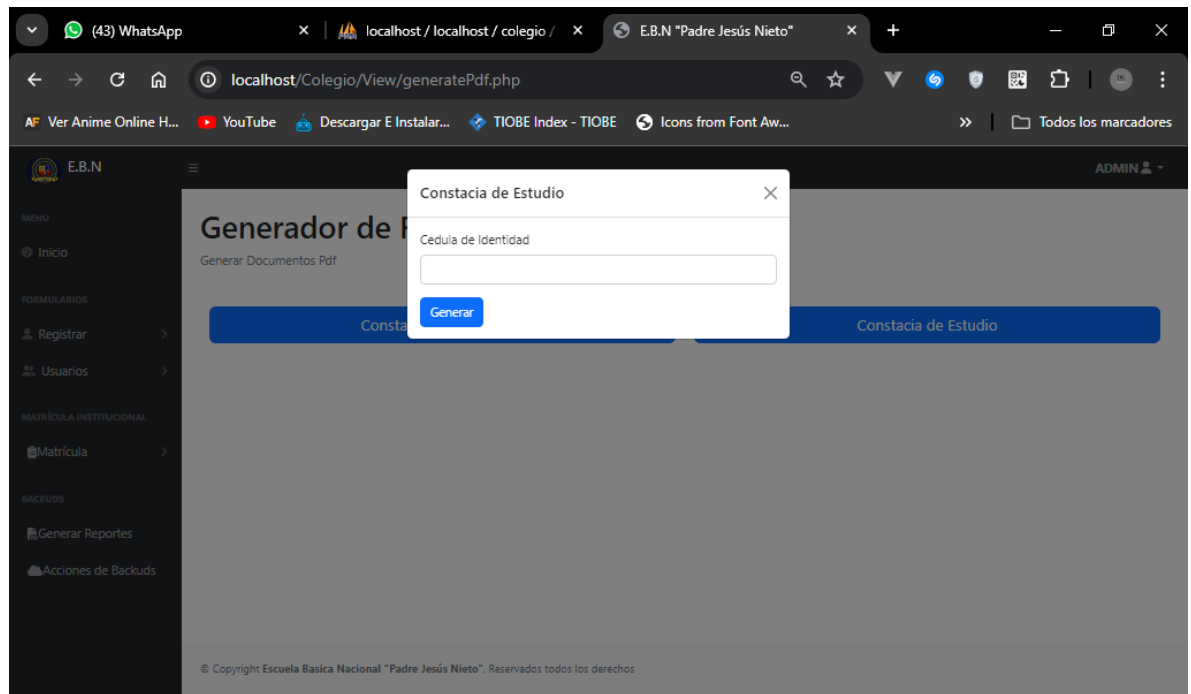 (43) WhatsApp
localhost / localhost / colegio /
E.B.N "Padre Jesús Nieto"
localhost/Colegio/View/generatePdf.php
AF Ver Anime Online H...
YouTube
Descargar E Instalar...
TIOBE Index - TIOBE
Icons from Font Aw...
»
Todos los marcadores
E.B.N
ADMIN
MENU
Inicio
FORMULARIOS
Registrar
Usuarios
MATRÍCULA INSTITUCIONAL
Matrícula
BACKUDS
Generar Reportes
Acciones de Backuds
Generador de
Generar Documentos Pdf
Consta
Constacia de Estudio
Constacia de Estudio
Cedula de Identidad
Generar
© Copyright Escuela Basica Nacional "Padre Jesús Nieto". Reservados todos los derechos